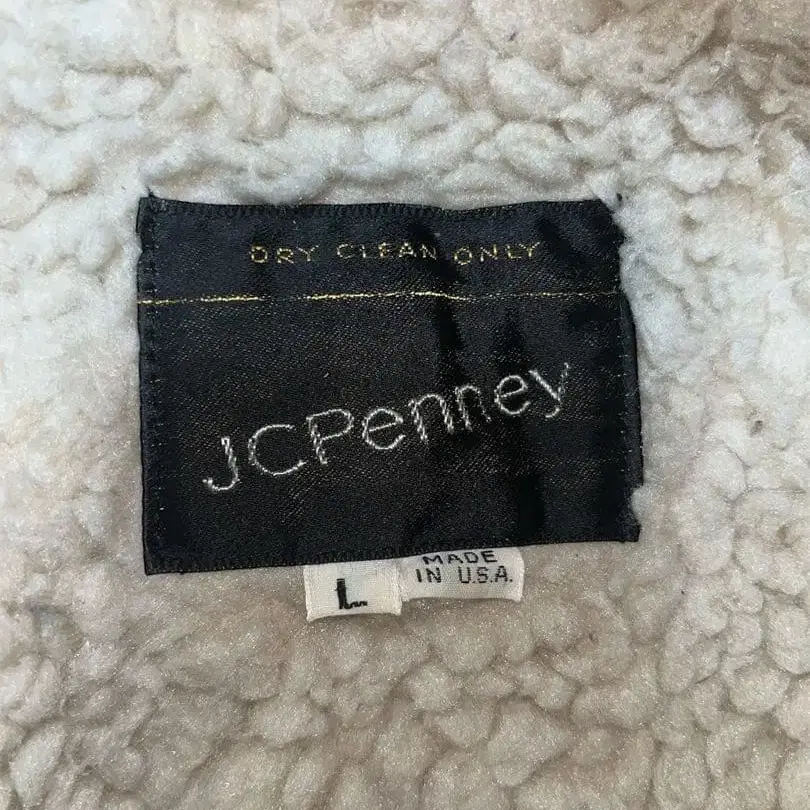 DRY CLEAN ONLY
JCPenney
L
MADE
IN U.S.A.